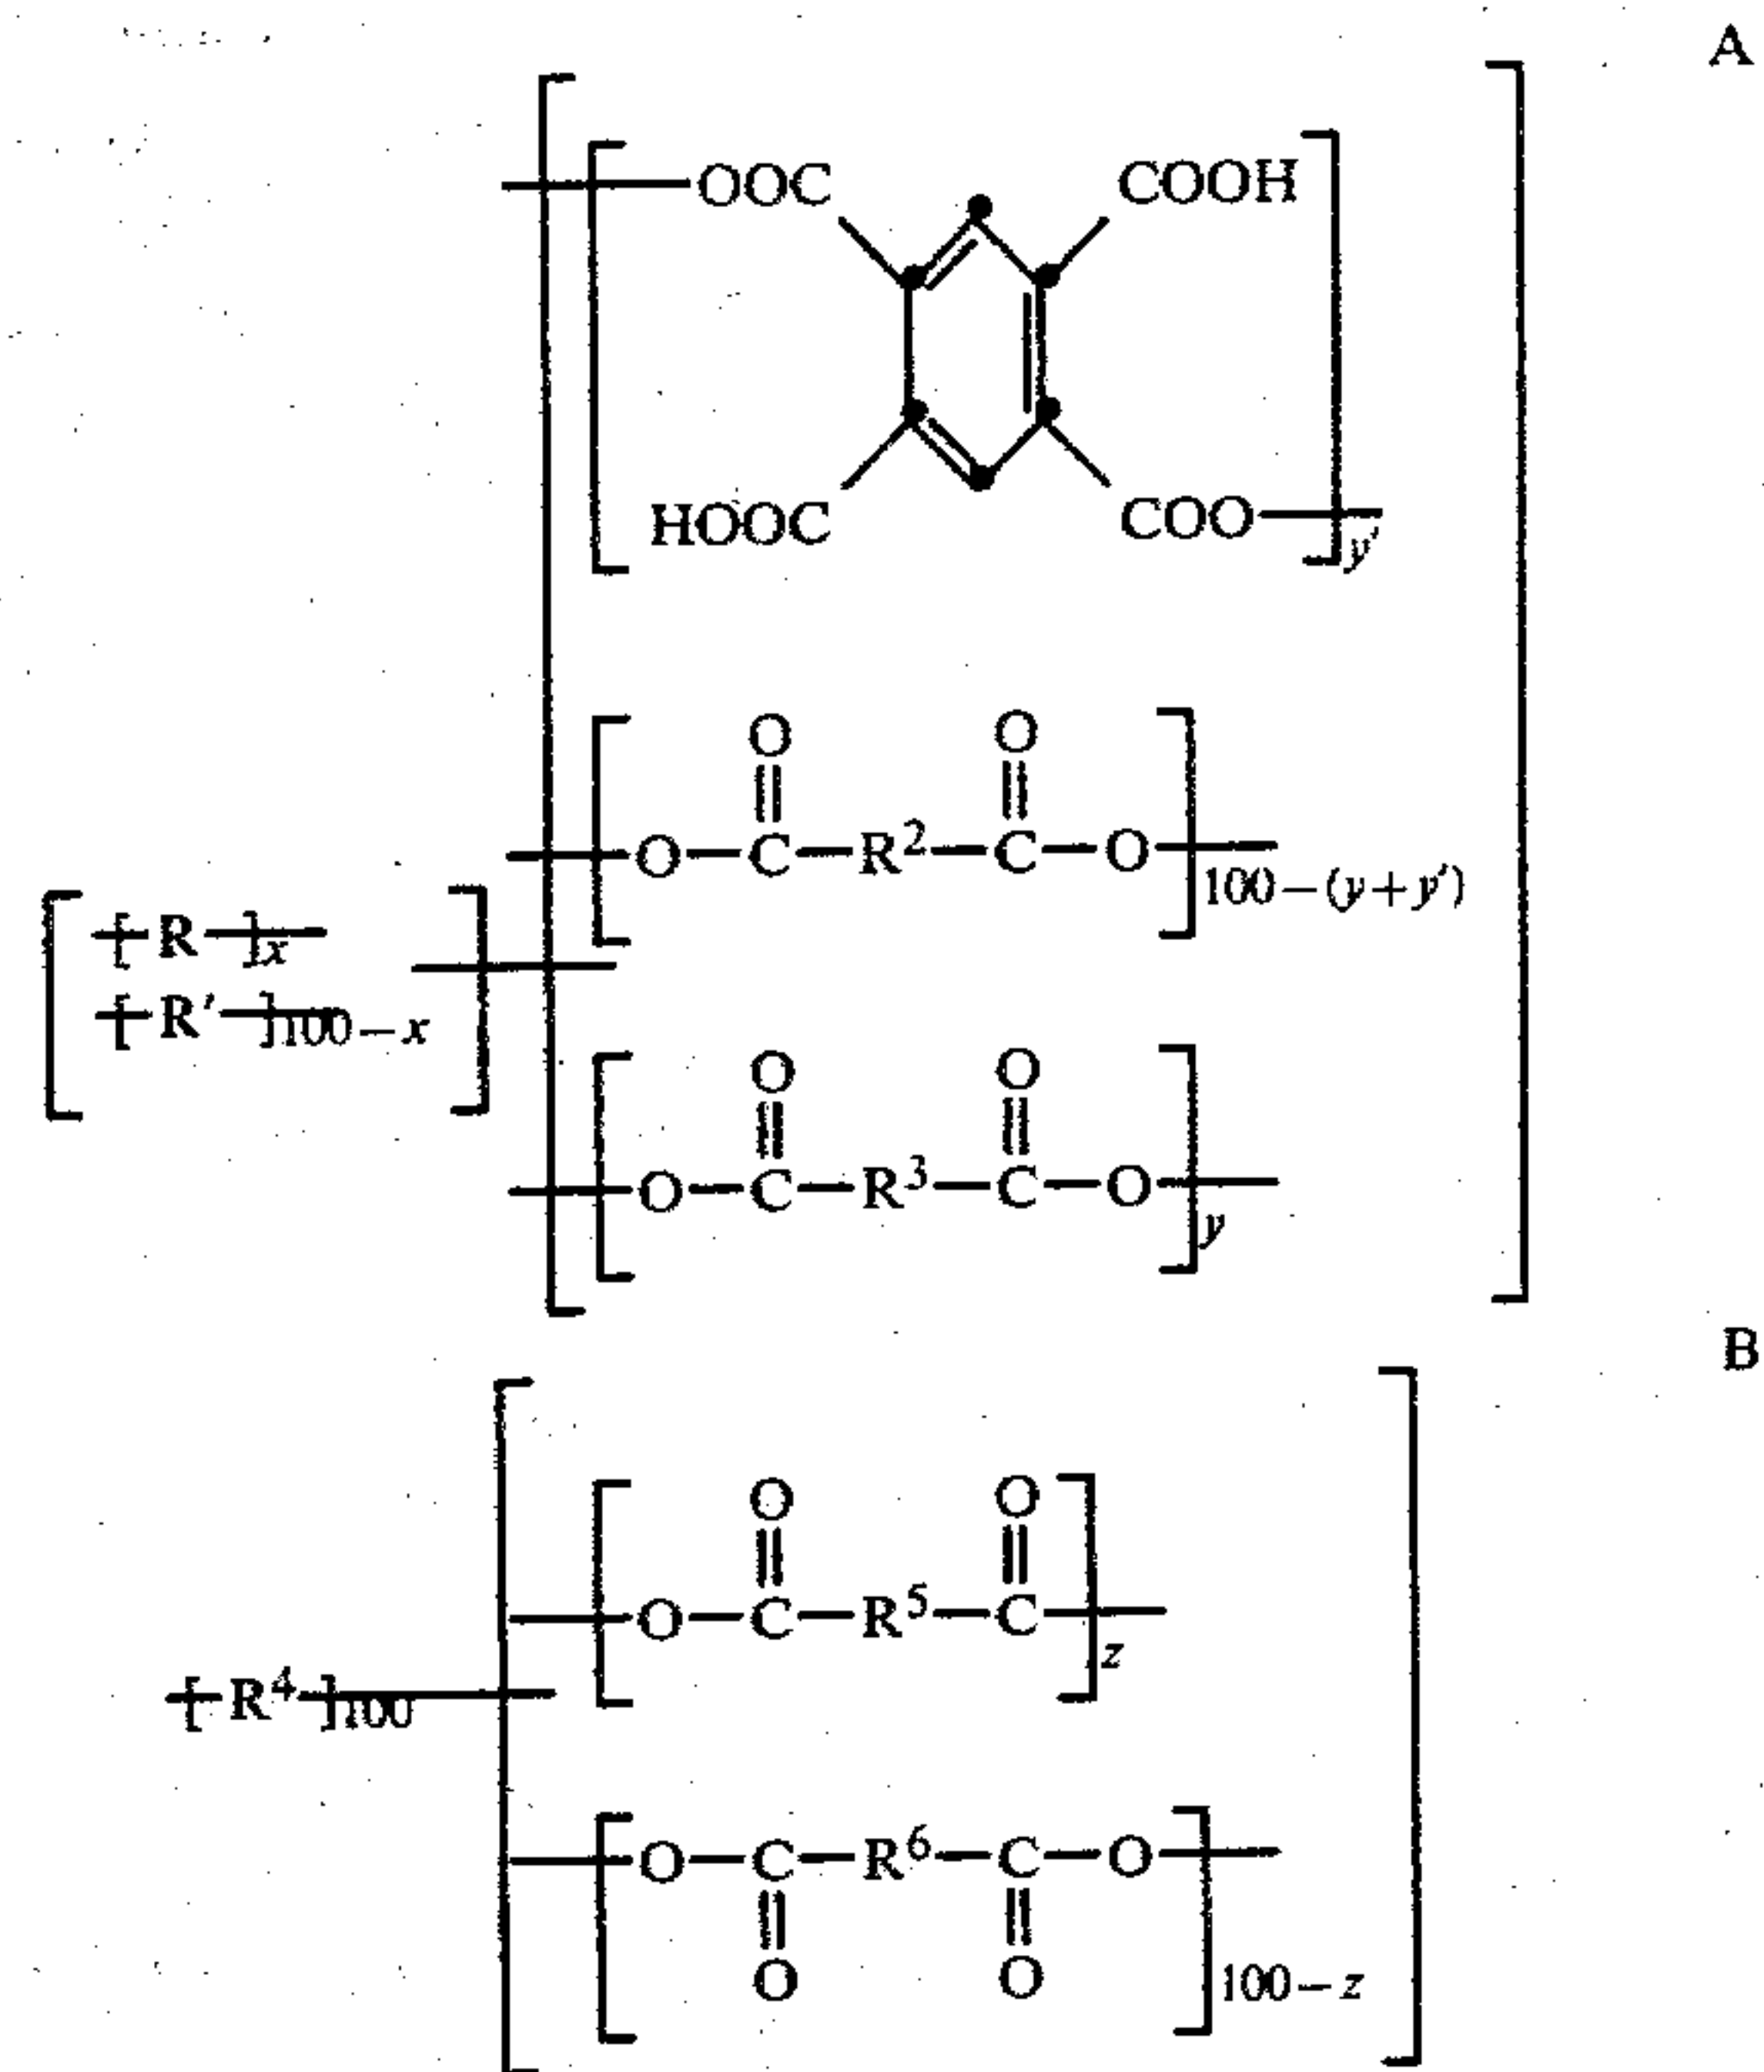 A
OOC COOH
HOOC COO
y'
O O
O C R² C O
100-(y+y')
R x
R' 100-x
O O
O C R³ C O
y
B
O O
O C R⁵ C
z
R⁴ 100
O C R⁶ C O
O O
100-z